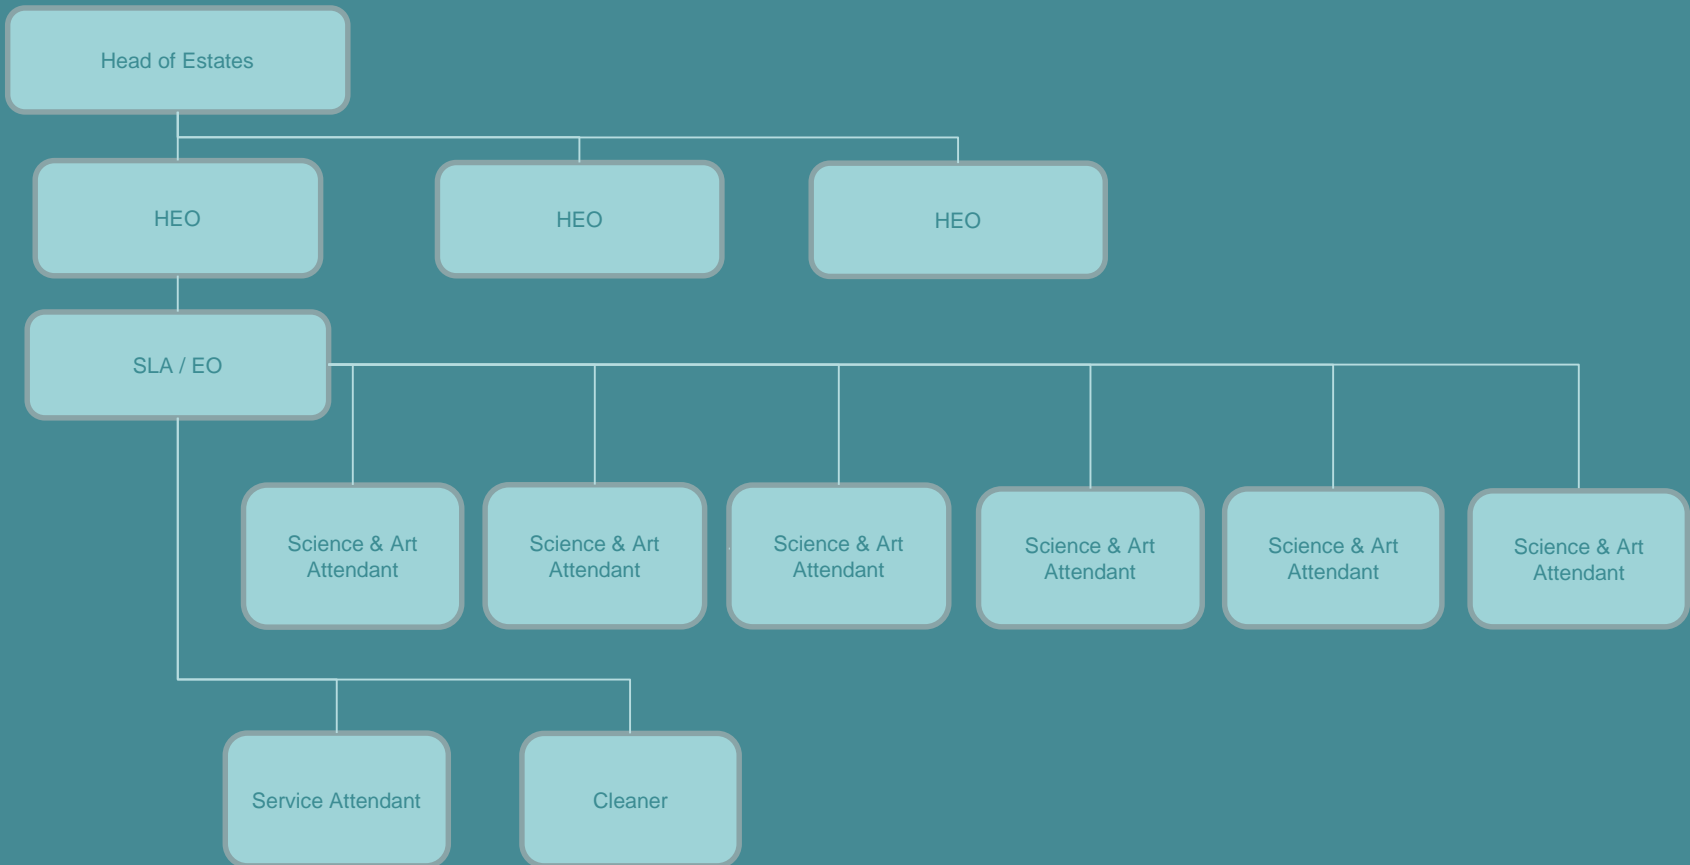 Head of Estates
HEO
HEO
HEO
SLA / EO
Science & Art
Attendant
Science & Art
Attendant
Science & Art
Attendant
Science & Art
Attendant
Science & Art
Attendant
Science & Art
Attendant
Service Attendant
Cleaner